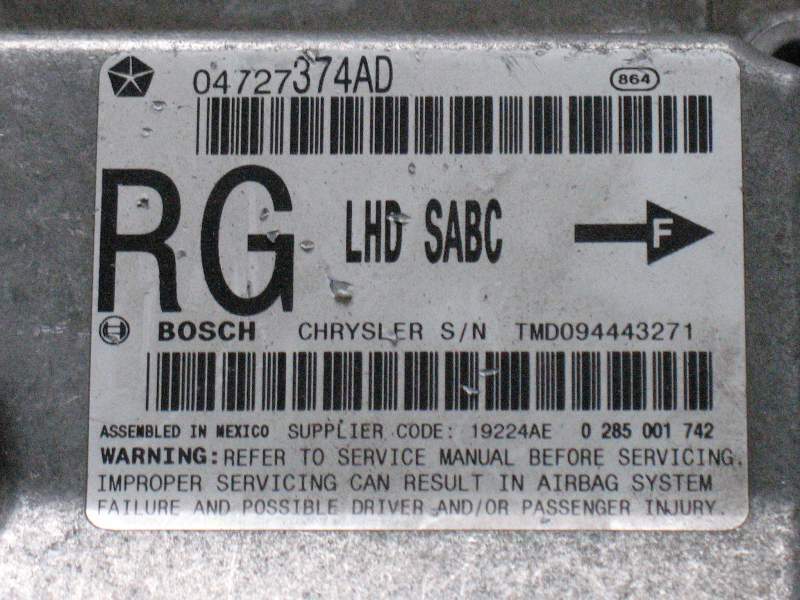 04727374AD 864
RG LHD SABC F
BOSCH CHRYSLER S/N TMD094443271
ASSEMBLED IN MEXICO SUPPLIER CODE: 19224AE 0 285 001 742
WARNING: REFER TO SERVICE MANUAL BEFORE SERVICING.
IMPROPER SERVICING CAN RESULT IN AIRBAG SYSTEM
FAILURE AND POSSIBLE DRIVER AND/OR PASSENGER INJURY.